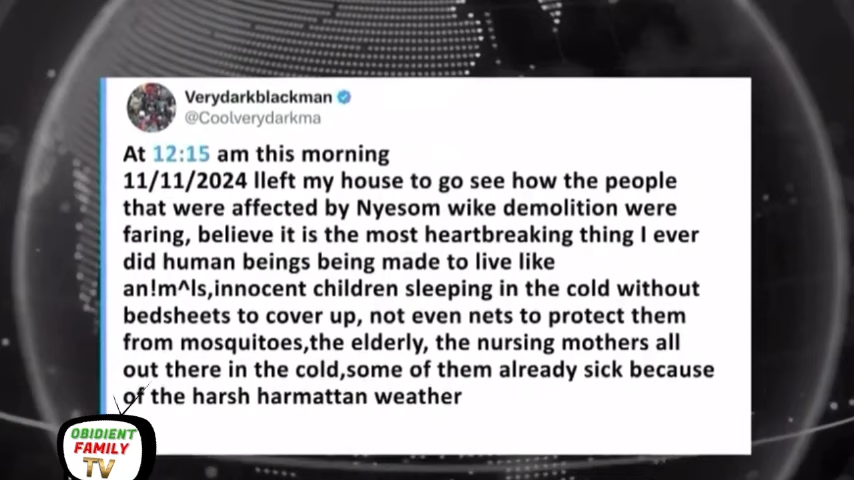 Verydarkblackman
@Coolverydarkma
At 12:15 am this morning
11/11/2024 lleft my house to go see how the people
that were affected by Nyesom wike demolition were
faring, believe it is the most heartbreaking thing I ever
did human beings being made to live like
an!m^ls,innocent children sleeping in the cold without
bedsheets to cover up, not even nets to protect them
from mosquitoes,the elderly, the nursing mothers all
out there in the cold,some of them already sick because
of the harsh harmattan weather
OBIDIENT
FAMILY
TV